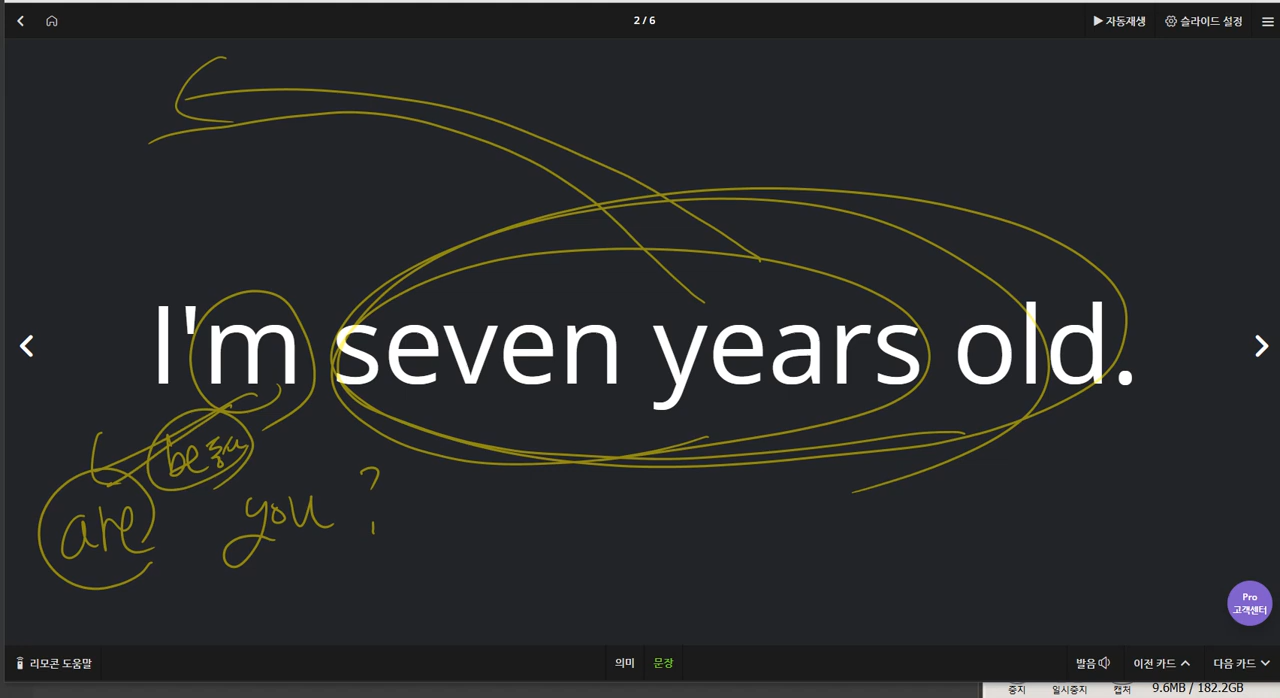 2 / 6
자동재생
슬라이드 설정
I'm seven years old.
be동사
are you ?
Pro
고객센터
리모콘 도움말
의미
문장
발음
이전 카드
다음 카드
중지
일시중지
캡처
9.6MB / 182.2GB